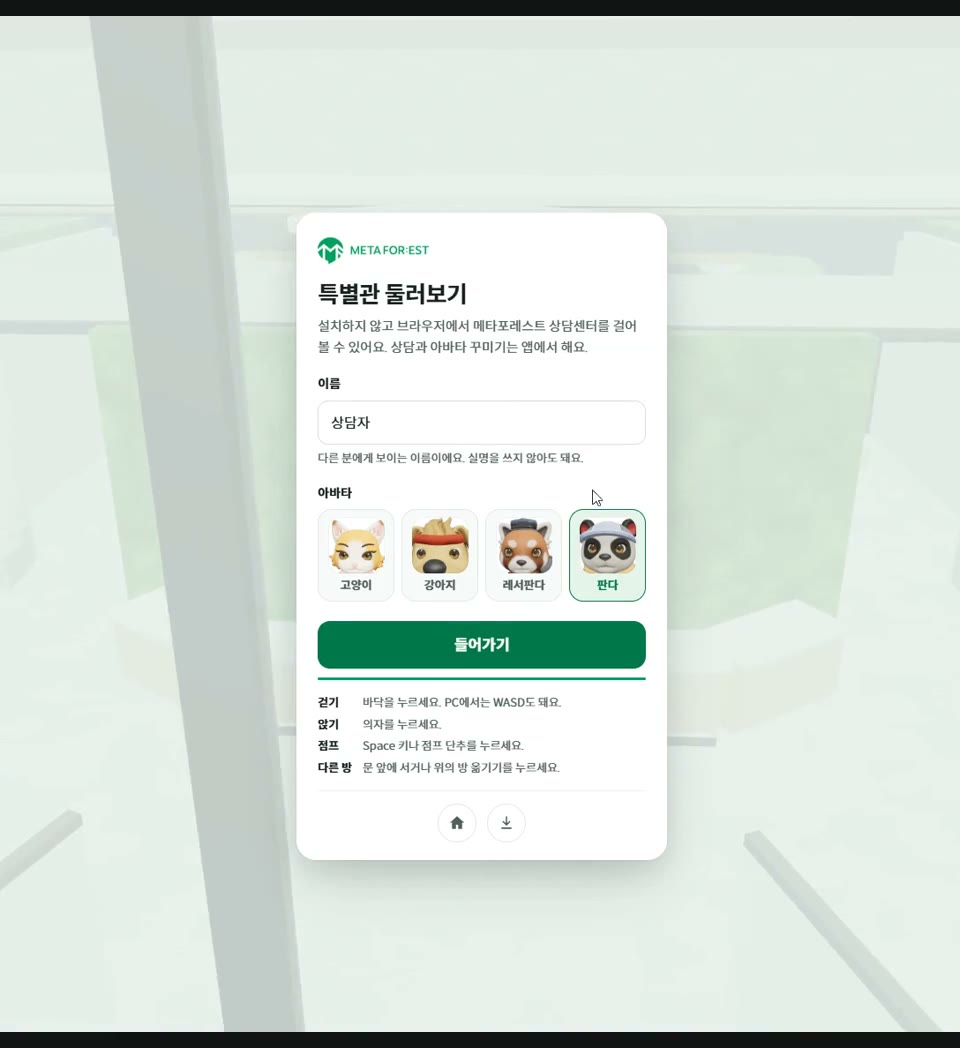 META FOR:EST
특별관 둘러보기
설치하지 않고 브라우저에서 메타포레스트 상담센터를 걸어
볼 수 있어요. 상담과 아바타 꾸미기는 앱에서 해요.
이름
상담자
다른 분에게 보이는 이름이에요. 실명을 쓰지 않아도 돼요.
아바타
고양이 강아지 레서판다 판다
들어가기
걷기 바닥을 누르세요. PC에서는 WASD도 돼요.
앉기 의자를 누르세요.
점프 Space 키나 점프 단추를 누르세요.
다른 방 문 앞에 서거나 위의 방 옮기기를 누르세요.